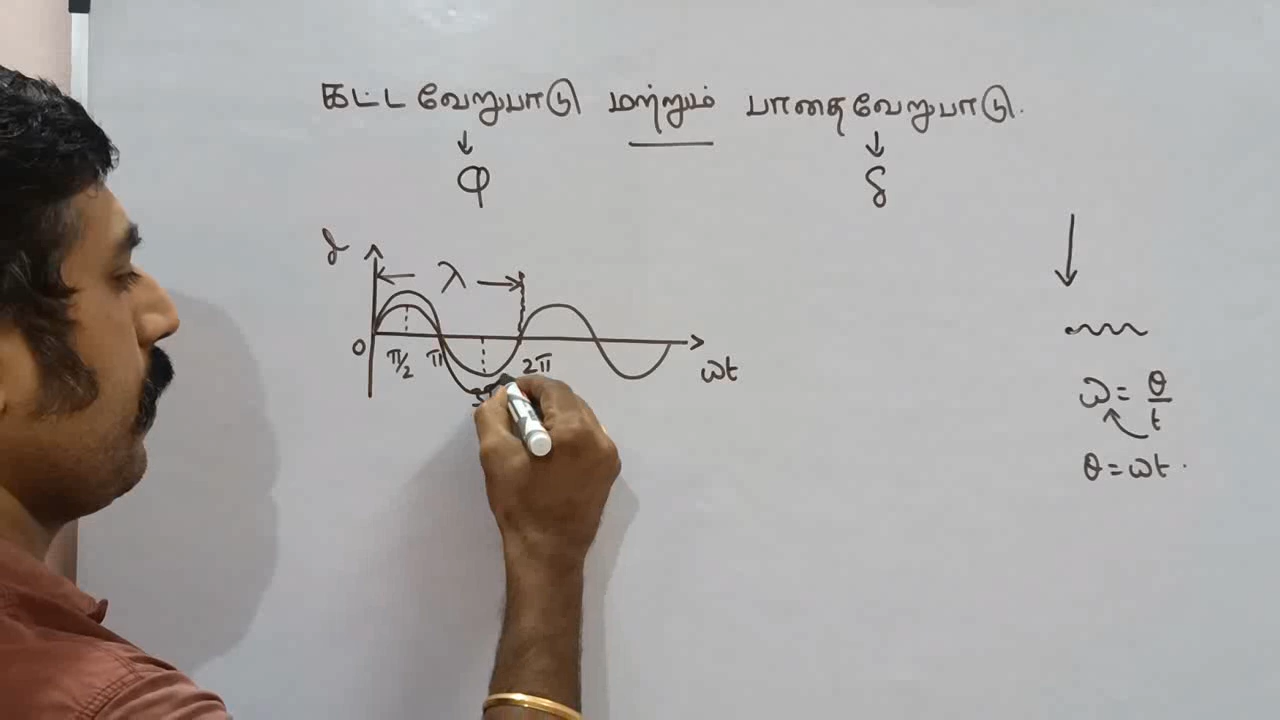 கட்ட வேறுபாடு மற்றும் பாதைவேறுபாடு.
↓ ↓
φ δ
y
λ
0 π/2 π 2π ωt
ω = θ/t
θ = ωt.